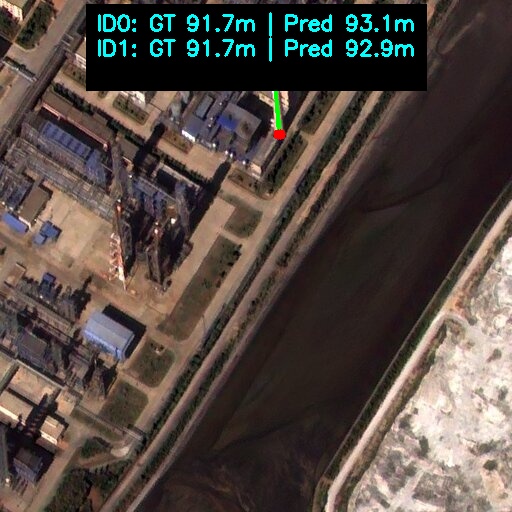 ID0: GT 91.7m | Pred 93.1m
ID1: GT 91.7m | Pred 92.9m